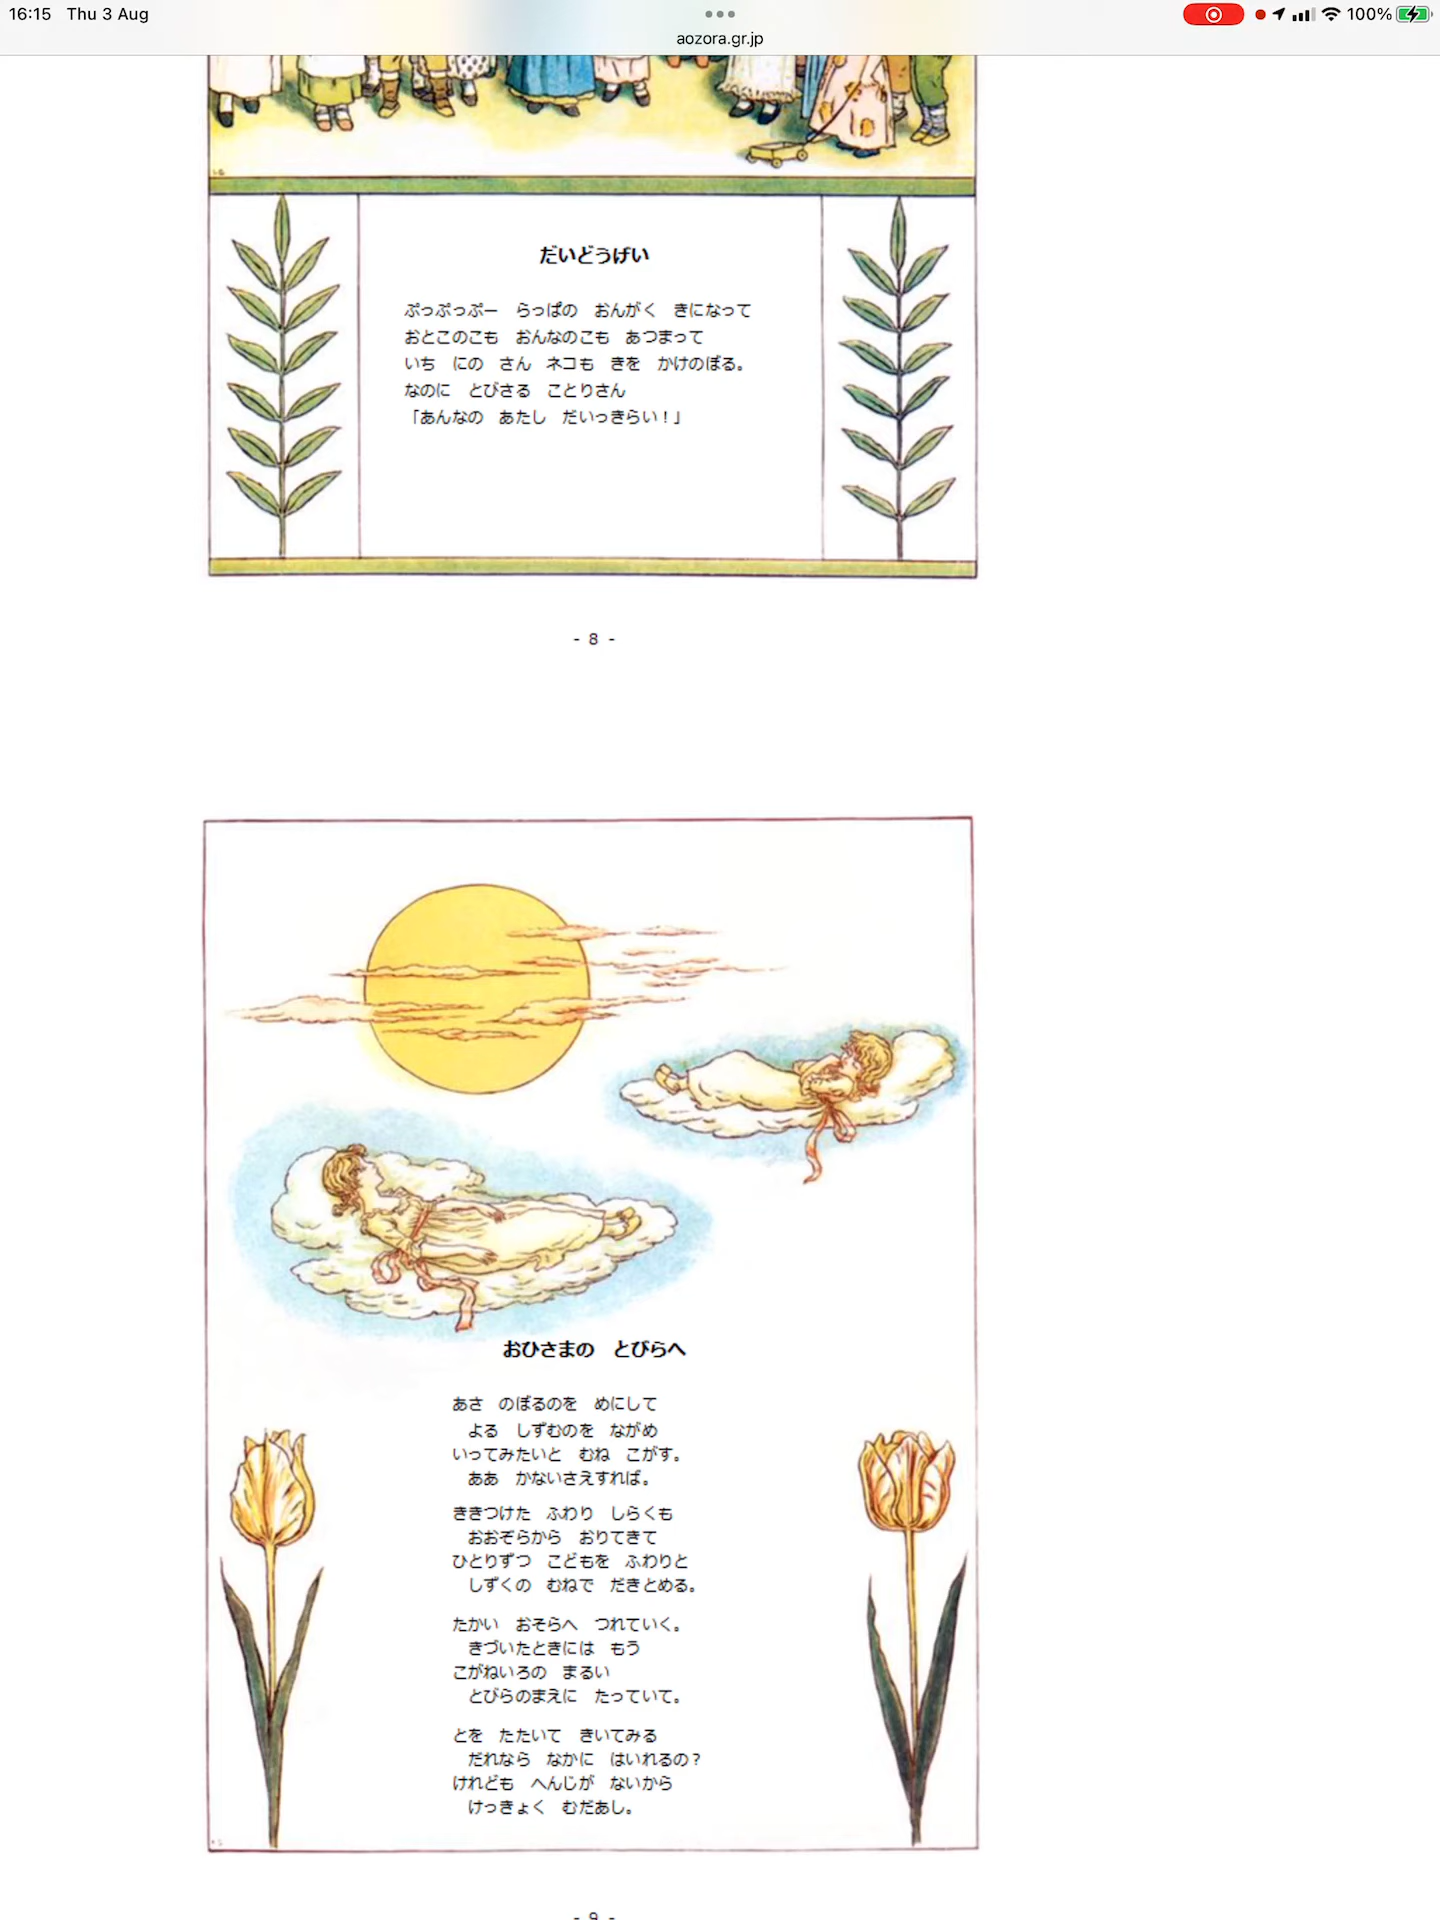 16:15 Thu 3 Aug
100%
aozora.gr.jp
だいどうげい
ぷっぷっぷー　らっぱの　おんがく　きになって
おとこのこも　おんなのこも　あつまって
いち　にの　さん　ネコも　きを　かけのぼる。
なのに　とびさる　ことりさん
「あんなの　あたし　だいっきらい！」
- 8 -
おひさまの　とびらへ
あさ　のぼるのを　めにして
よる　しずむのを　ながめ
いってみたいと　むね　こがす。
ああ　かないさえすれば。
ききつけた　ふわり　しらくも
おおぞらから　おりてきて
ひとりずつ　こどもを　ふわりと
しずくの　むねで　だきとめる。
たかい　おそらへ　つれていく。
きづいたときには　もう
こがねいろの　まるい
とびらのまえに　たっていて。
とを　たたいて　きいてみる
だれなら　なかに　はいれるの？
けれども　へんじが　ないから
けっきょく　むだあし。
- 9 -